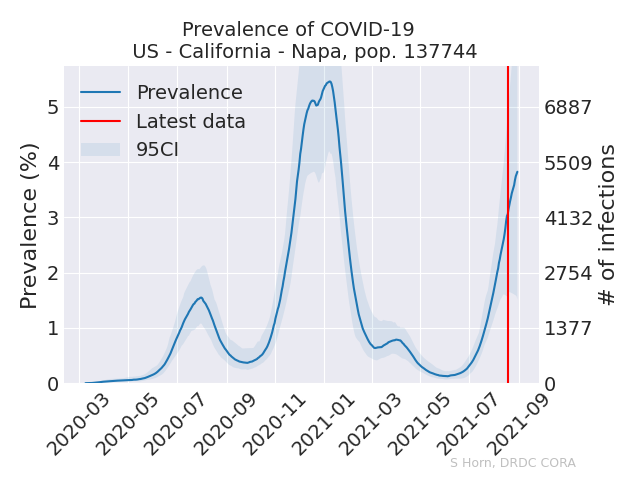 Prevalence of COVID-19
US - California - Napa, pop. 137744
Prevalence
Latest data
95CI
Prevalence (%)
5
4
3
2
1
0
6887
5509
4132
2754
1377
0
# of infections
2020-03
2020-05
2020-07
2020-09
2020-11
2021-01
2021-03
2021-05
2021-07
2021-09
S Horn, DRDC CORA